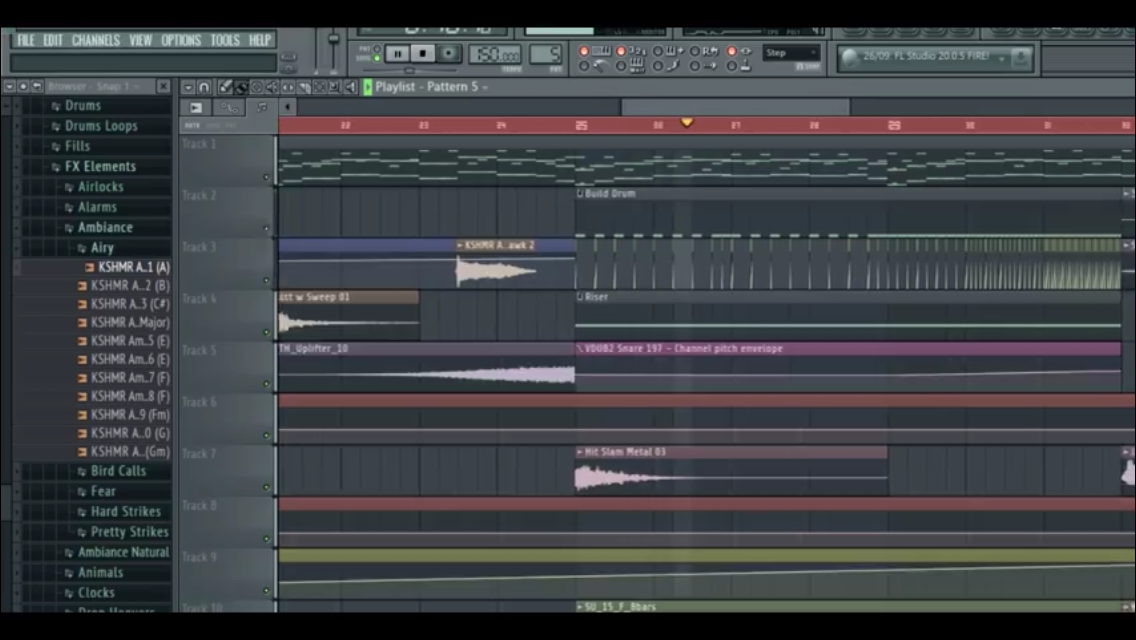 FILE EDIT CHANNELS VIEW OPTIONS TOOLS HELP
150.000
TEMPO
PAT
5
Step
26/09: FL Studio 20.0.5 FIRE!
Browser - Snap 1
Playlist - Pattern 5
22 23 24 25 26 27 28 29 30 31 32
Drums
Drums Loops
Fills
FX Elements
Airlocks
Alarms
Ambiance
Airy
KSHMR A..1 (A)
KSHMR A..2 (B)
KSHMR A..3 (C#)
KSHMR A..Major)
KSHMR Am..5 (E)
KSHMR Am..6 (E)
KSHMR Am..7 (F)
KSHMR Am..8 (F)
KSHMR A..9 (Fm)
KSHMR A..0 (G)
KSHMR A..(Gm)
Bird Calls
Fear
Hard Strikes
Pretty Strikes
Ambiance Natural
Animals
Clocks
Track 1
Track 2
Build Drum
Track 3
KSHMR A..awk 2
Track 4
ast w Sweep 01
Riser
Track 5
TH_Uplifter_10
VDUB2 Snare 197 - Channel pitch envelope
Track 6
Track 7
Hit Slam Metal 03
Track 8
Track 9
Track 10
SU_15_F_8bars